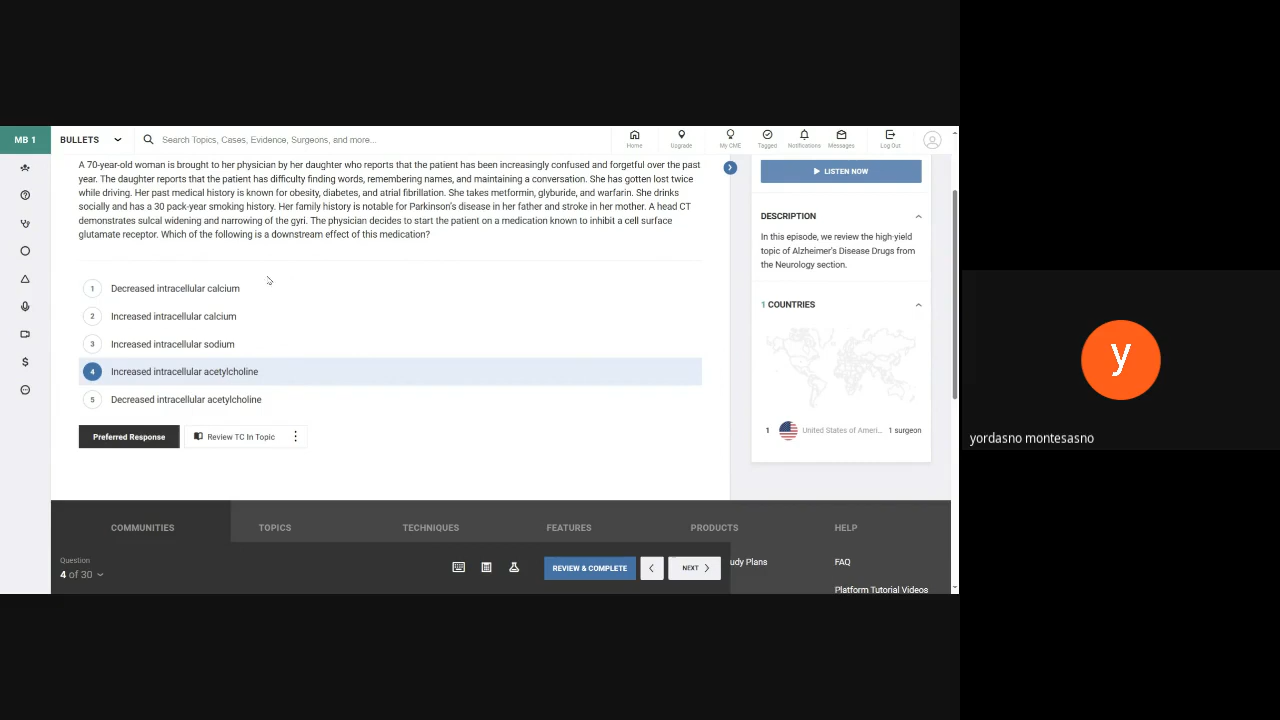 MB 1
BULLETS
Search Topics, Cases, Evidence, Surgeons, and more...
Home
Upgrade
My CME
Tagged
Notifications
Messages
Log Out
A 70-year-old woman is brought to her physician by her daughter who reports that the patient has been increasingly confused and forgetful over the past
year. The daughter reports that the patient has difficulty finding words, remembering names, and maintaining a conversation. She has gotten lost twice
while driving. Her past medical history is known for obesity, diabetes, and atrial fibrillation. She takes metformin, glyburide, and warfarin. She drinks
socially and has a 30 pack-year smoking history. Her family history is notable for Parkinson's disease in her father and stroke in her mother. A head CT
demonstrates sulcal widening and narrowing of the gyri. The physician decides to start the patient on a medication known to inhibit a cell surface
glutamate receptor. Which of the following is a downstream effect of this medication?
1 Decreased intracellular calcium
2 Increased intracellular calcium
3 Increased intracellular sodium
4 Increased intracellular acetylcholine
5 Decreased intracellular acetylcholine
Preferred Response
Review TC In Topic
LISTEN NOW
DESCRIPTION
In this episode, we review the high-yield
topic of Alzheimer's Disease Drugs from
the Neurology section.
1 COUNTRIES
1 United States of Ameri... 1 surgeon
COMMUNITIES
TOPICS
TECHNIQUES
FEATURES
PRODUCTS
HELP
Question
4 of 30
REVIEW & COMPLETE
NEXT
udy Plans
FAQ
Platform Tutorial Videos
y
yordasno montesasno